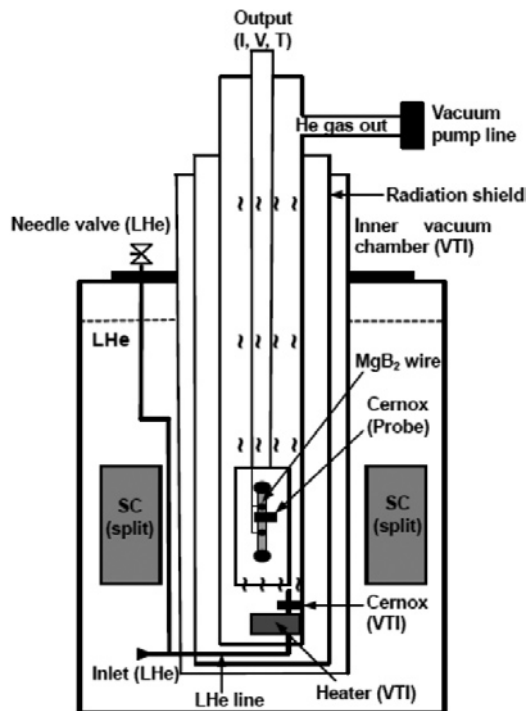 Output
(I, V, T)
He gas out
Vacuum
pump line
Radiation shield
Needle valve (LHe)
Inner vacuum
chamber (VTI)
LHe
MgB₂ wire
Cernox
(Probe)
SC
(split)
SC
(split)
Cernox
(VTI)
Inlet (LHe)
LHe line
Heater (VTI)